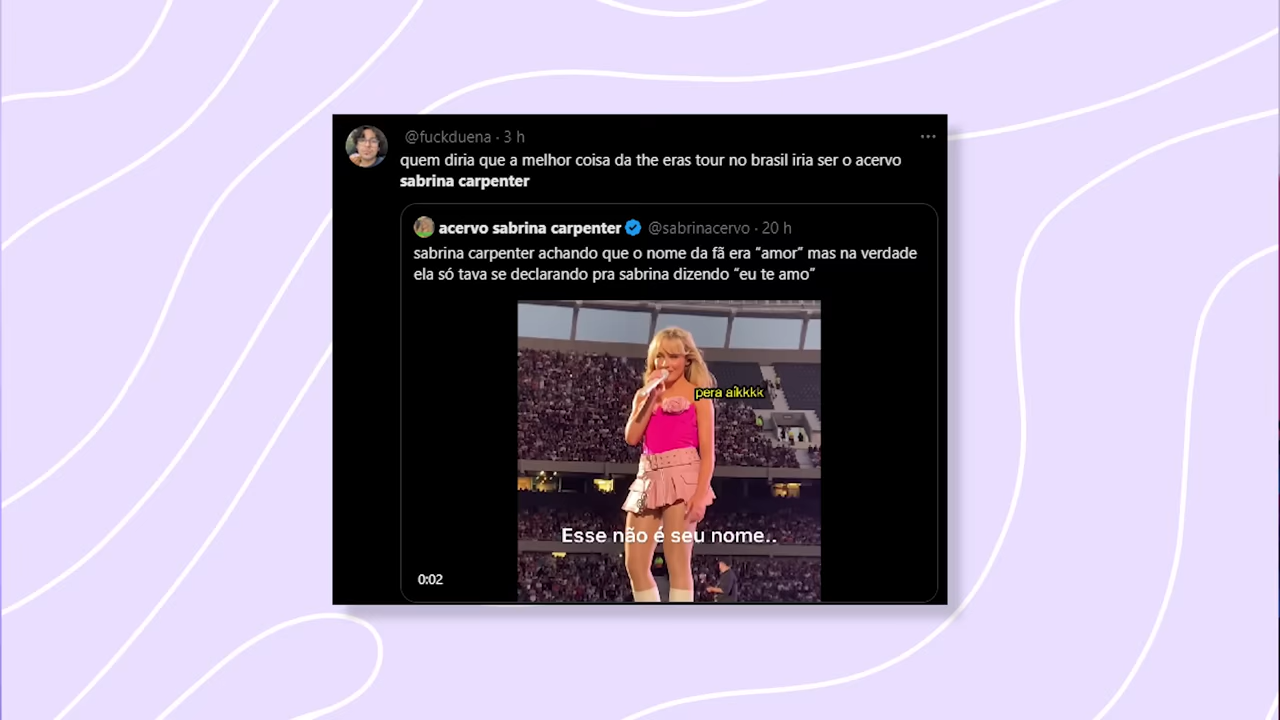 @fuckduena · 3 h
quem diria que a melhor coisa da the eras tour no brasil iria ser o acervo
sabrina carpenter
acervo sabrina carpenter @sabrinacervo · 20 h
sabrina carpenter achando que o nome da fã era “amor” mas na verdade
ela só tava se declarando pra sabrina dizendo “eu te amo”
pera aíkkkk
Esse não é seu nome..
0:02